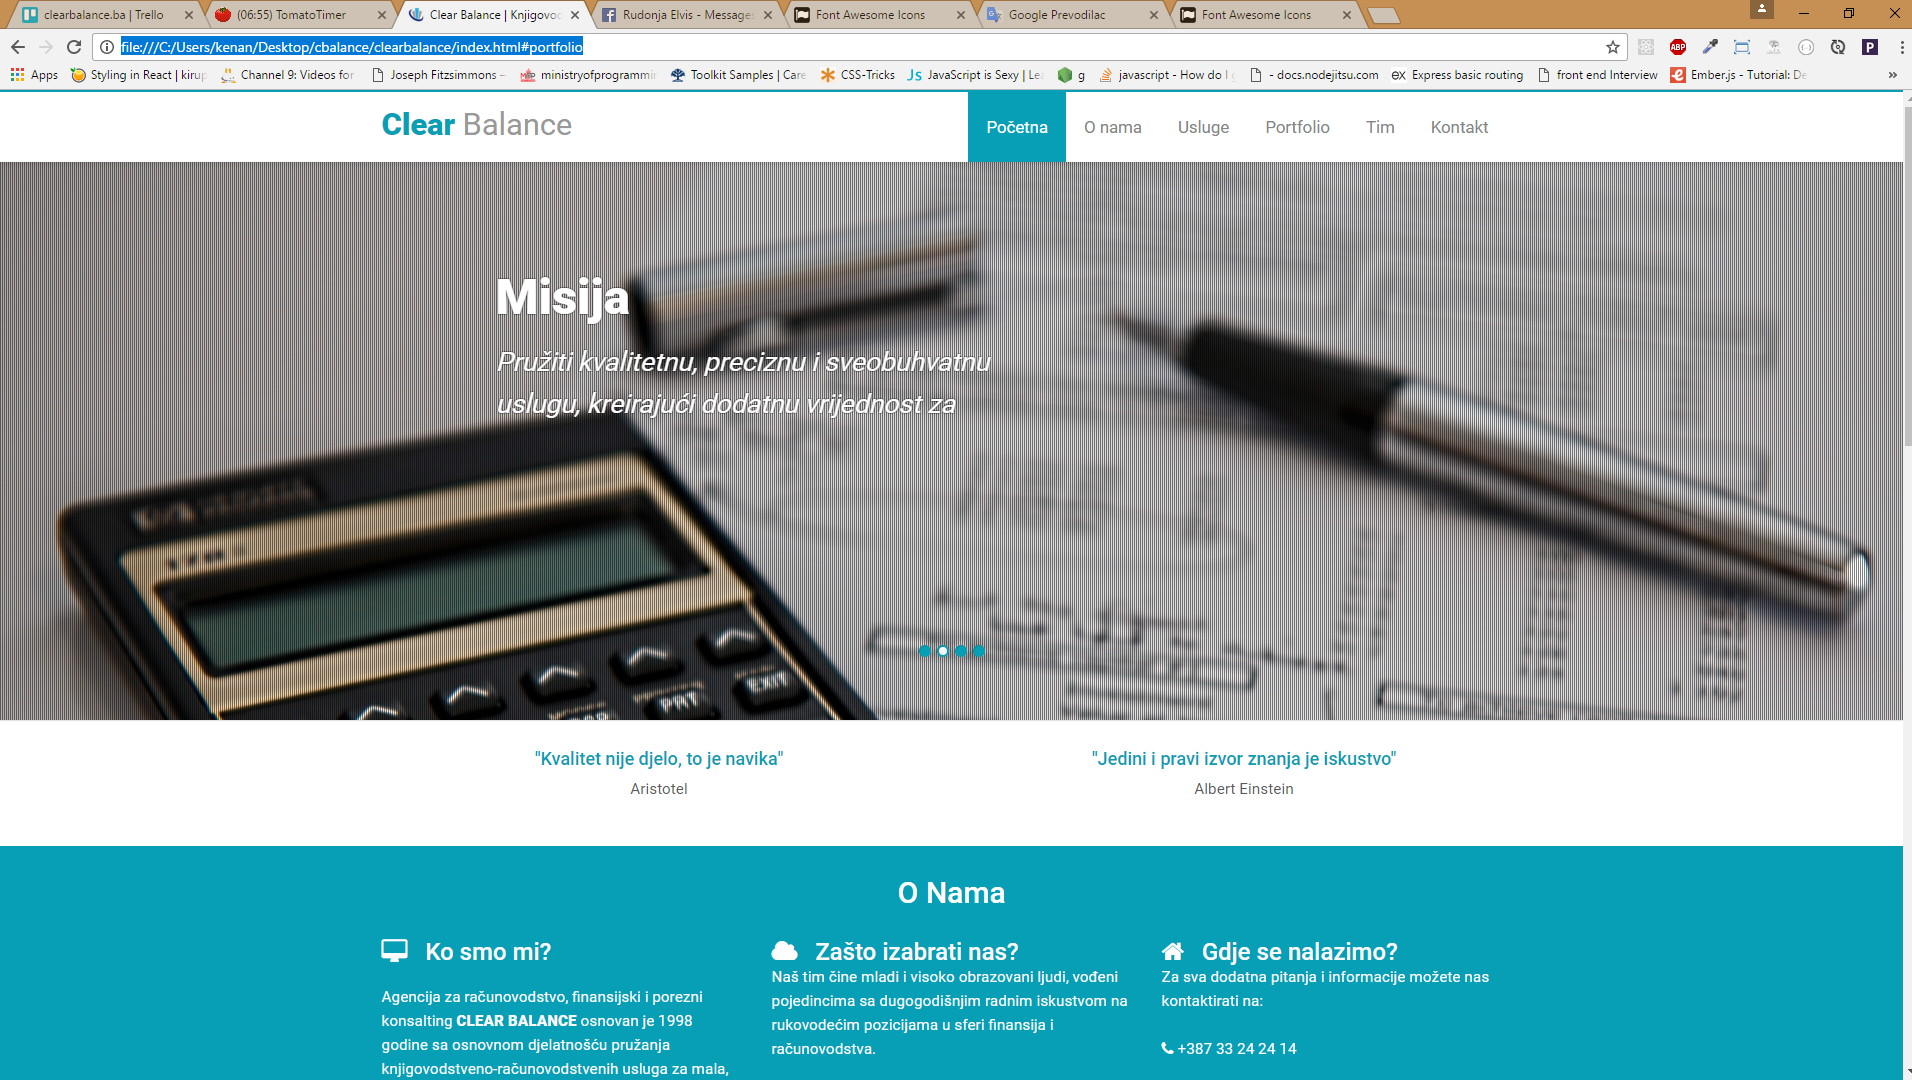 clearbalance.ba | Trello
(06:55) TomatoTimer
Clear Balance | Knjigovod
Rudonja Elvis - Messages
Font Awesome Icons
Google Prevodilac
Font Awesome Icons
file:///C:/Users/kenan/Desktop/cbalance/clearbalance/index.html#portfolio
ABP
P
Apps
Styling in React | kirup
Channel 9: Videos for
Joseph Fitzsimmons –
ministryofprogrammin
Toolkit Samples | Care
CSS-Tricks
JavaScript is Sexy | Le
g
javascript - How do I
- docs.nodejitsu.com
Express basic routing
front end Interview
Ember.js - Tutorial: De
»
Clear Balance
Početna
O nama
Usluge
Portfolio
Tim
Kontakt
Misija
Pružiti kvalitetnu, preciznu i sveobuhvatnu
uslugu, kreirajući dodatnu vrijednost za
PRT
EXIT
"Kvalitet nije djelo, to je navika"
Aristotel
"Jedini i pravi izvor znanja je iskustvo"
Albert Einstein
O Nama
Ko smo mi?
Agencija za računovodstvo, finansijski i porezni
konsalting CLEAR BALANCE osnovan je 1998
godine sa osnovnom djelatnošću pružanja
knjigovodstveno-računovodstvenih usluga za mala,
Zašto izabrati nas?
Naš tim čine mladi i visoko obrazovani ljudi, vođeni
pojedincima sa dugogodišnjim radnim iskustvom na
rukovodećim pozicijama u sferi finansija i
računovodstva.
Gdje se nalazimo?
Za sva dodatna pitanja i informacije možete nas
kontaktirati na:
+387 33 24 24 14